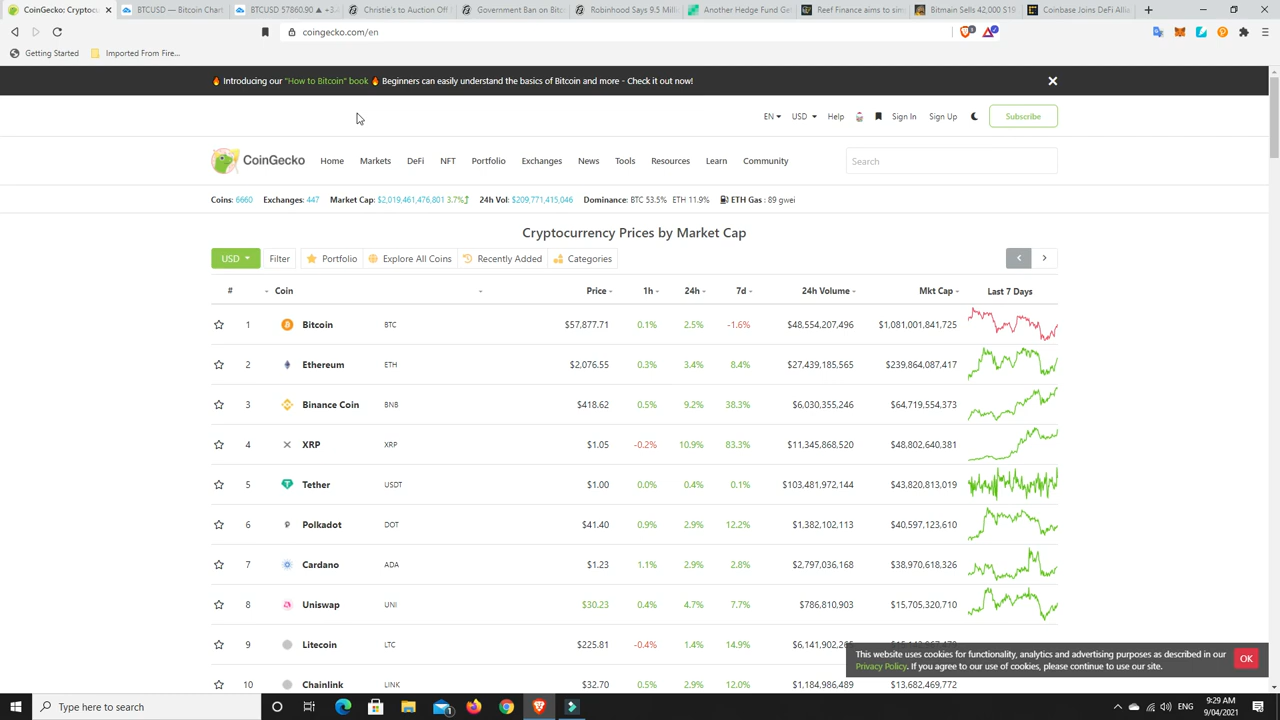 CoinGecko: Cryptocu
BTCUSD — Bitcoin Chart
BTCUSD 57860.90 ▲ +3.4
Christie's to Auction Off
Government Ban on Bitc
Robinhood Says 9.5 Milli
Another Hedge Fund Get
Reef Finance aims to sim
Bitmain Sells 42,000 S19
Coinbase Joins DeFi Allia
coingecko.com/en
Getting Started
Imported From Fire...
Introducing our "How to Bitcoin" book Beginners can easily understand the basics of Bitcoin and more - Check it out now!
EN USD Help Sign In Sign Up Subscribe
CoinGecko Home Markets DeFi NFT Portfolio Exchanges News Tools Resources Learn Community Search
Coins: 6660 Exchanges: 447 Market Cap: $2,019,461,476,801 3.7% 24h Vol: $209,771,415,046 Dominance: BTC 53.5% ETH 11.9% ETH Gas : 89 gwei
Cryptocurrency Prices by Market Cap
USD Filter Portfolio Explore All Coins Recently Added Categories
# Coin Price 1h 24h 7d 24h Volume Mkt Cap Last 7 Days
1 Bitcoin BTC $57,877.71 0.1% 2.5% -1.6% $48,554,207,496 $1,081,001,841,725
2 Ethereum ETH $2,076.55 0.3% 3.4% 8.4% $27,439,185,565 $239,864,087,417
3 Binance Coin BNB $418.62 0.5% 9.2% 38.3% $6,030,355,246 $64,719,554,373
4 XRP XRP $1.05 -0.2% 10.9% 83.3% $11,345,868,520 $48,802,640,381
5 Tether USDT $1.00 0.0% 0.4% 0.1% $103,481,972,144 $43,820,813,019
6 Polkadot DOT $41.40 0.9% 2.9% 12.2% $1,382,102,113 $40,597,123,610
7 Cardano ADA $1.23 1.1% 2.9% 2.8% $2,797,036,168 $38,970,618,326
8 Uniswap UNI $30.23 0.4% 4.7% 7.7% $786,810,903 $15,705,320,710
9 Litecoin LTC $225.81 -0.4% 1.4% 14.9%
10 Chainlink LINK $32.70 0.5% 2.9% 12.0% $1,184,986,489 $13,682,469,772
This website uses cookies for functionality, analytics and advertising purposes as described in our
Privacy Policy. If you agree to our use of cookies, please continue to use our site.
OK
Type here to search
ENG
9:29 AM
9/04/2021